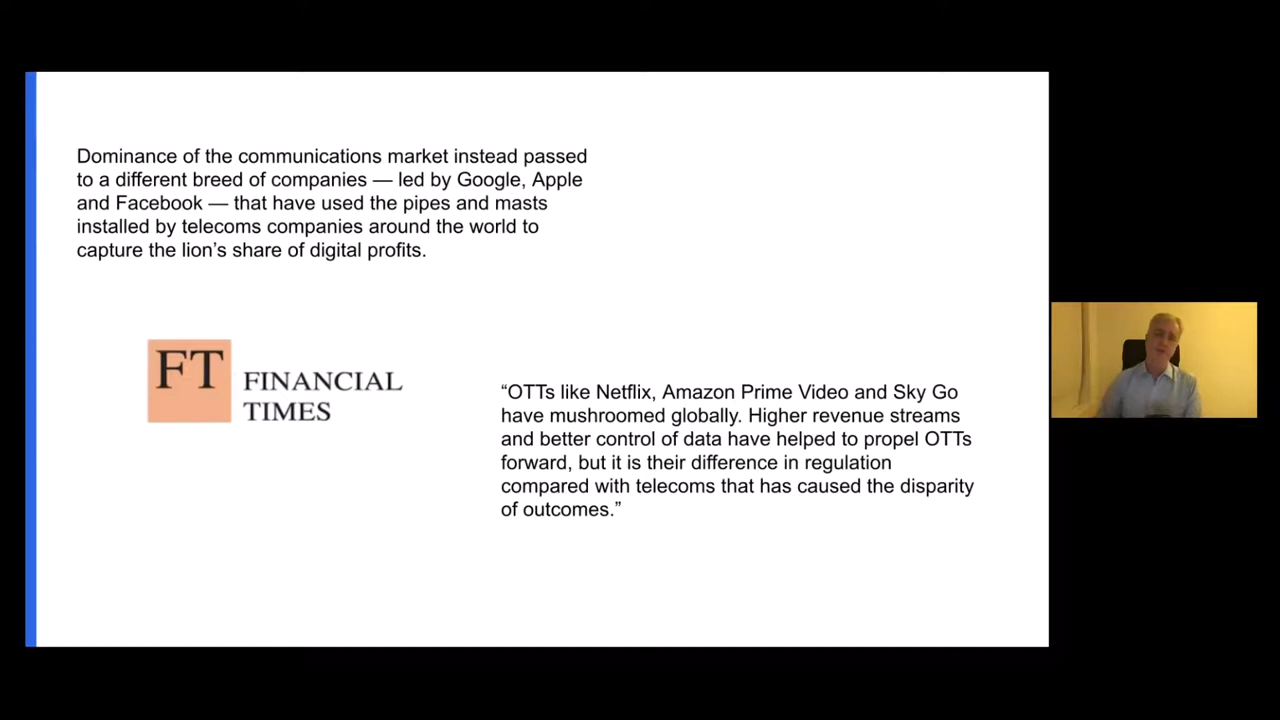 Dominance of the communications market instead passed
to a different breed of companies — led by Google, Apple
and Facebook — that have used the pipes and masts
installed by telecoms companies around the world to
capture the lion’s share of digital profits.
FT
FINANCIAL
TIMES
“OTTs like Netflix, Amazon Prime Video and Sky Go
have mushroomed globally. Higher revenue streams
and better control of data have helped to propel OTTs
forward, but it is their difference in regulation
compared with telecoms that has caused the disparity
of outcomes.”